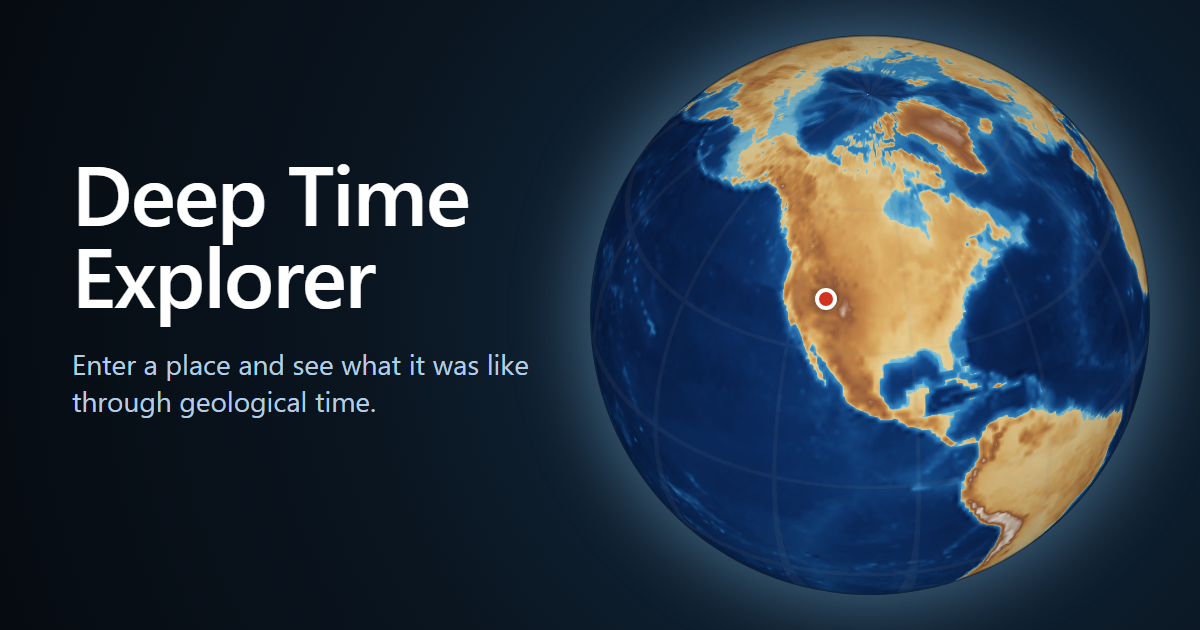 Deep Time
Explorer
Enter a place and see what it was like
through geological time.